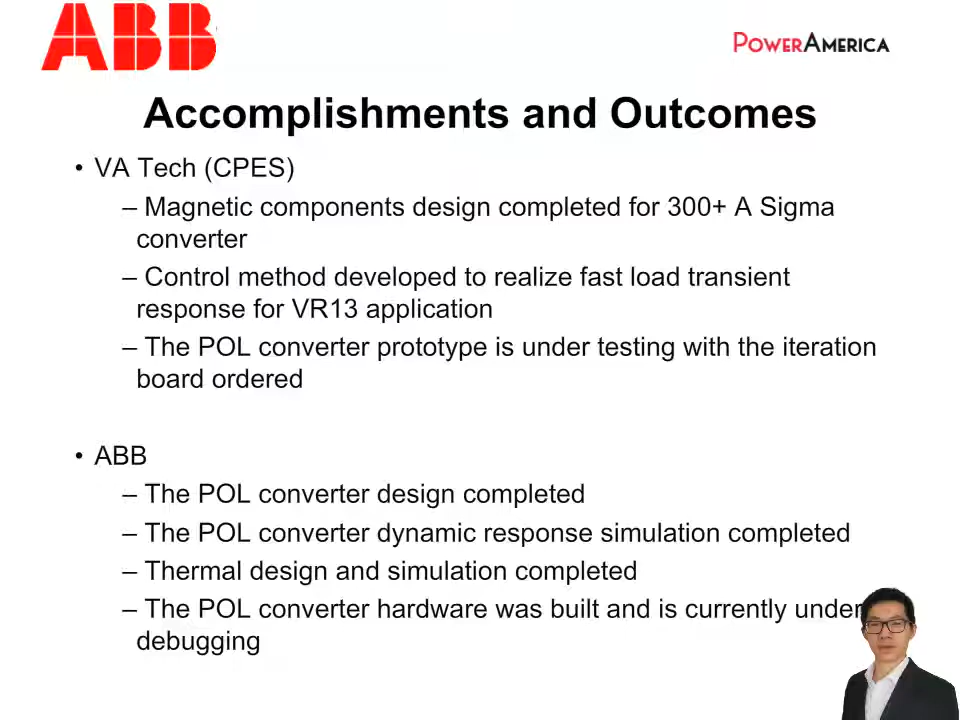 ABB
POWERAMERICA
Accomplishments and Outcomes
• VA Tech (CPES)
– Magnetic components design completed for 300+ A Sigma
converter
– Control method developed to realize fast load transient
response for VR13 application
– The POL converter prototype is under testing with the iteration
board ordered
• ABB
– The POL converter design completed
– The POL converter dynamic response simulation completed
– Thermal design and simulation completed
– The POL converter hardware was built and is currently under
debugging